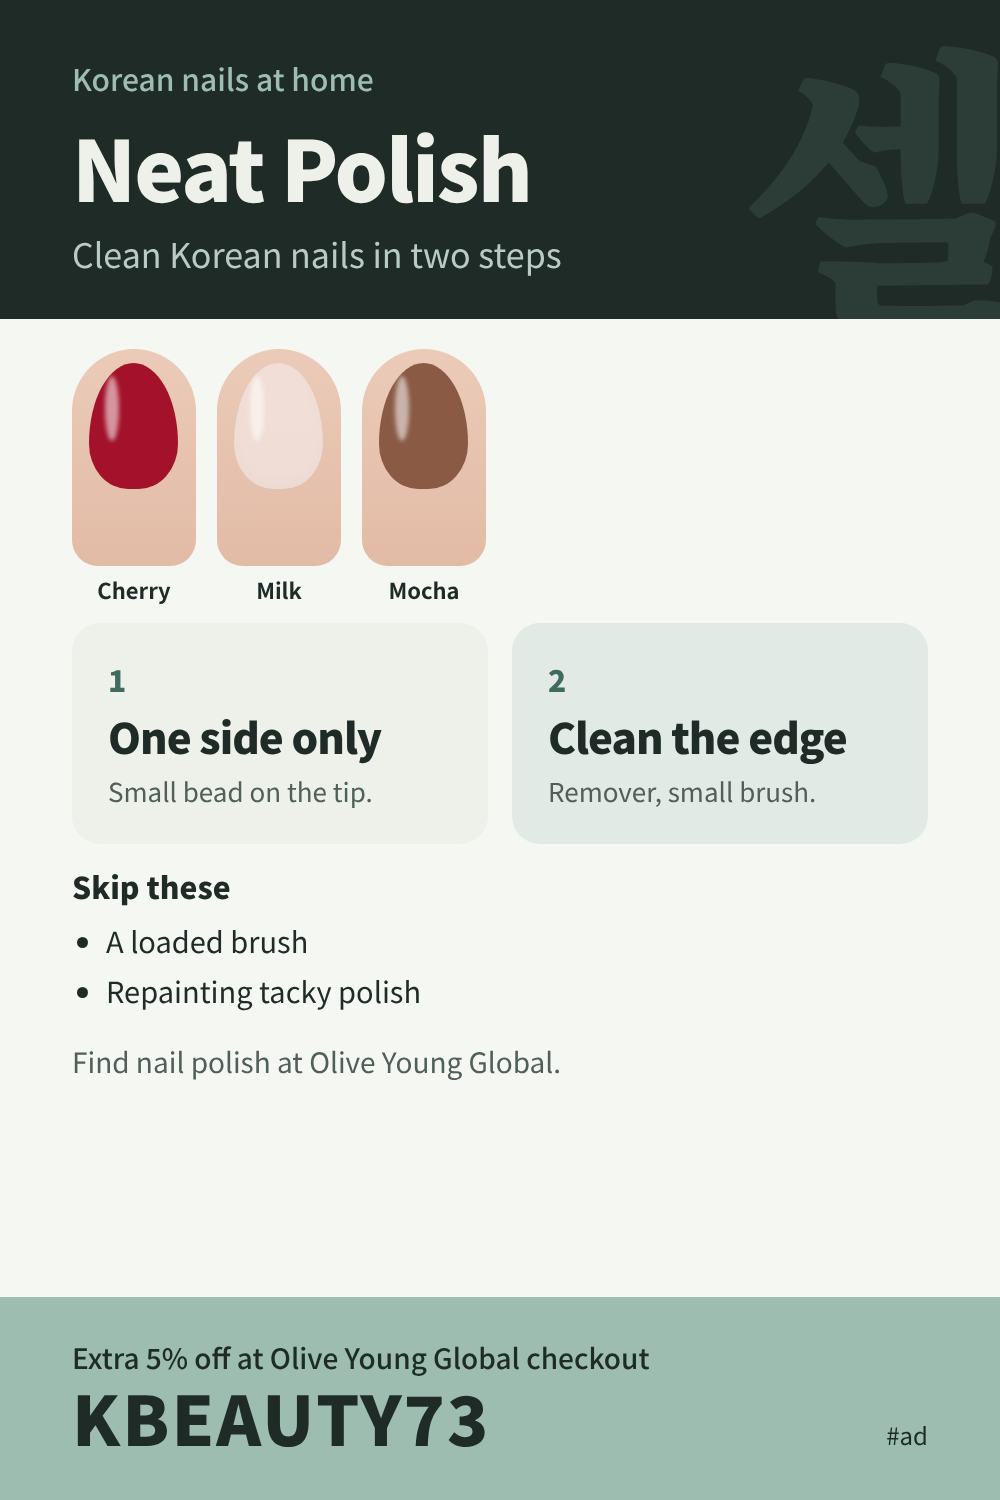 Korean nails at home
Neat Polish
Clean Korean nails in two steps
셀
Cherry
Milk
Mocha
1
One side only
Small bead on the tip.
2
Clean the edge
Remover, small brush.
Skip these
• A loaded brush
• Repainting tacky polish
Find nail polish at Olive Young Global.
Extra 5% off at Olive Young Global checkout
KBEAUTY73
#ad